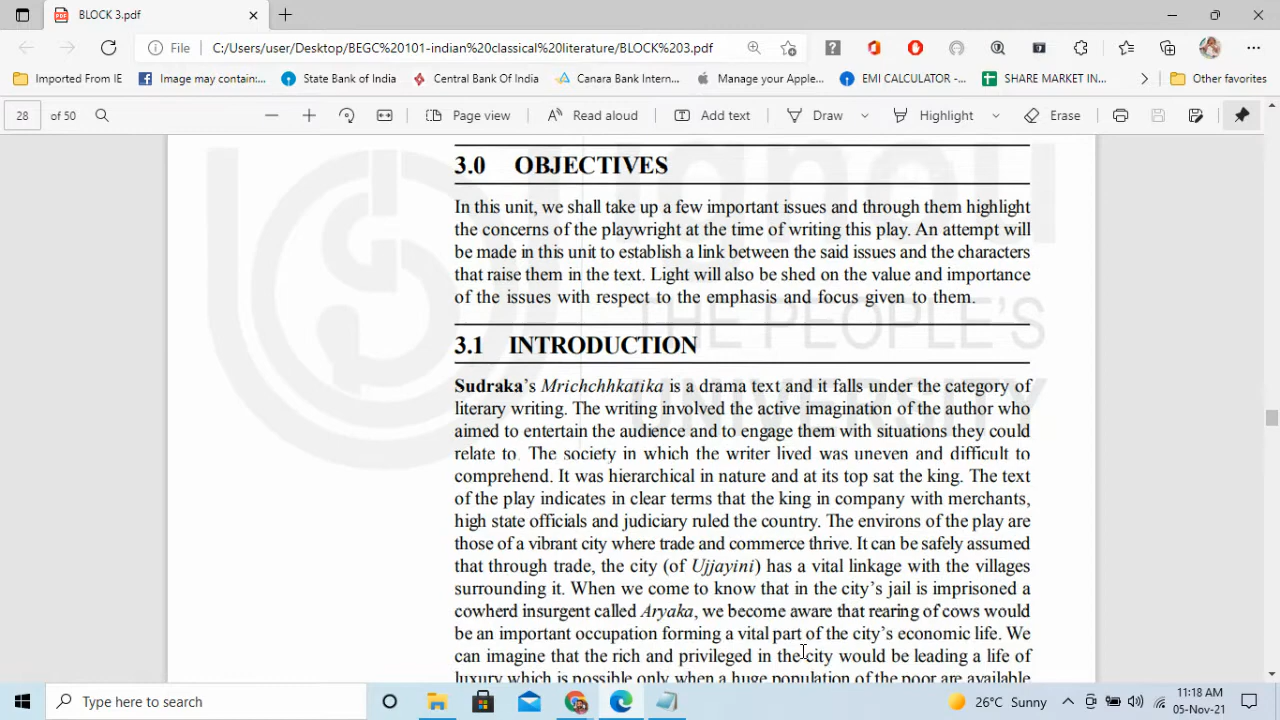 BLOCK 3.pdf
File C:/Users/user/Desktop/BEGC%20101-indian%20classical%20literature/BLOCK%203.pdf
Imported From IE Image may contain:... State Bank of India Central Bank Of India Canara Bank Intern... Manage your Apple... EMI CALCULATOR -... SHARE MARKET IN... Other favorites
28 of 50 Page view Read aloud Add text Draw Highlight Erase
3.0 OBJECTIVES
In this unit, we shall take up a few important issues and through them highlight
the concerns of the playwright at the time of writing this play. An attempt will
be made in this unit to establish a link between the said issues and the characters
that raise them in the text. Light will also be shed on the value and importance
of the issues with respect to the emphasis and focus given to them.
THE PEOPLE'S
3.1 INTRODUCTION
UNIVERSITY
Sudraka's Mrichchhkatika is a drama text and it falls under the category of
literary writing. The writing involved the active imagination of the author who
aimed to entertain the audience and to engage them with situations they could
relate to. The society in which the writer lived was uneven and difficult to
comprehend. It was hierarchical in nature and at its top sat the king. The text
of the play indicates in clear terms that the king in company with merchants,
high state officials and judiciary ruled the country. The environs of the play are
those of a vibrant city where trade and commerce thrive. It can be safely assumed
that through trade, the city (of Ujjayini) has a vital linkage with the villages
surrounding it. When we come to know that in the city's jail is imprisoned a
cowherd insurgent called Aryaka, we become aware that rearing of cows would
be an important occupation forming a vital part of the city's economic life. We
can imagine that the rich and privileged in the city would be leading a life of
luxury which is possible only when a huge population of the poor are available
Type here to search
26°C Sunny
11:18 AM
05-Nov-21